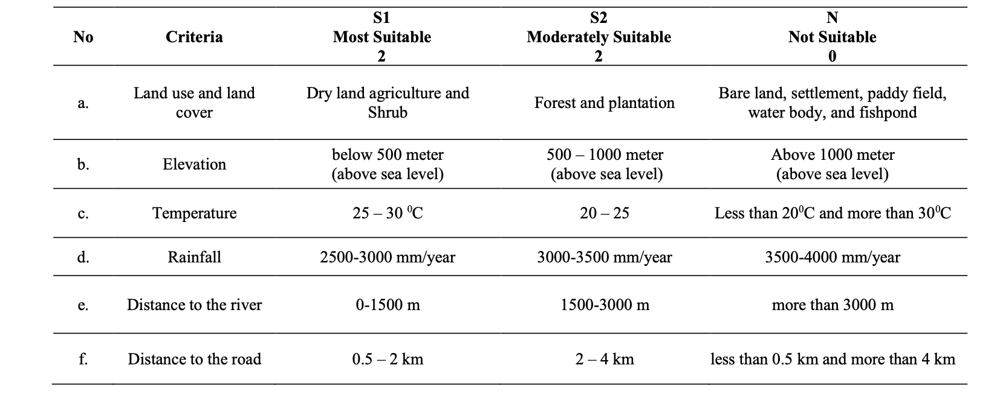 No Criteria S1 S2 N
Most Suitable Moderately Suitable Not Suitable
2 2 0
a. Land use and land cover Dry land agriculture and Shrub Forest and plantation Bare land, settlement, paddy field, water body, and fishpond
b. Elevation below 500 meter (above sea level) 500 – 1000 meter (above sea level) Above 1000 meter (above sea level)
c. Temperature 25 – 30 ⁰C 20 – 25 Less than 20⁰C and more than 30⁰C
d. Rainfall 2500-3000 mm/year 3000-3500 mm/year 3500-4000 mm/year
e. Distance to the river 0-1500 m 1500-3000 m more than 3000 m
f. Distance to the road 0.5 – 2 km 2 – 4 km less than 0.5 km and more than 4 km